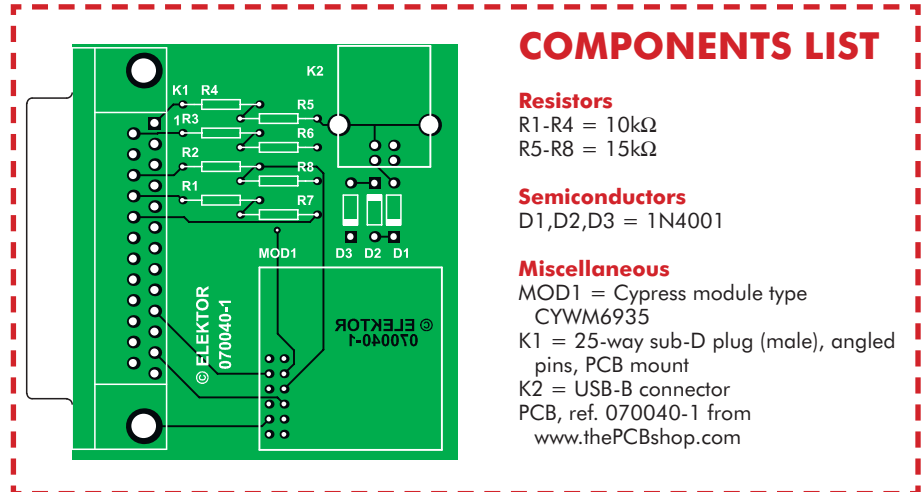 K2
K1 R4
R5
1 R3
R6
R2
R8
R1
R7
MOD1
D3 D2 D1
© ELEKTOR
070040-1
© ELEKTOR
070040-1
COMPONENTS LIST
Resistors
R1-R4 = 10kΩ
R5-R8 = 15kΩ
Semiconductors
D1,D2,D3 = 1N4001
Miscellaneous
MOD1 = Cypress module type
CYWM6935
K1 = 25-way sub-D plug (male), angled
pins, PCB mount
K2 = USB-B connector
PCB, ref. 070040-1 from
www.thePCBshop.com